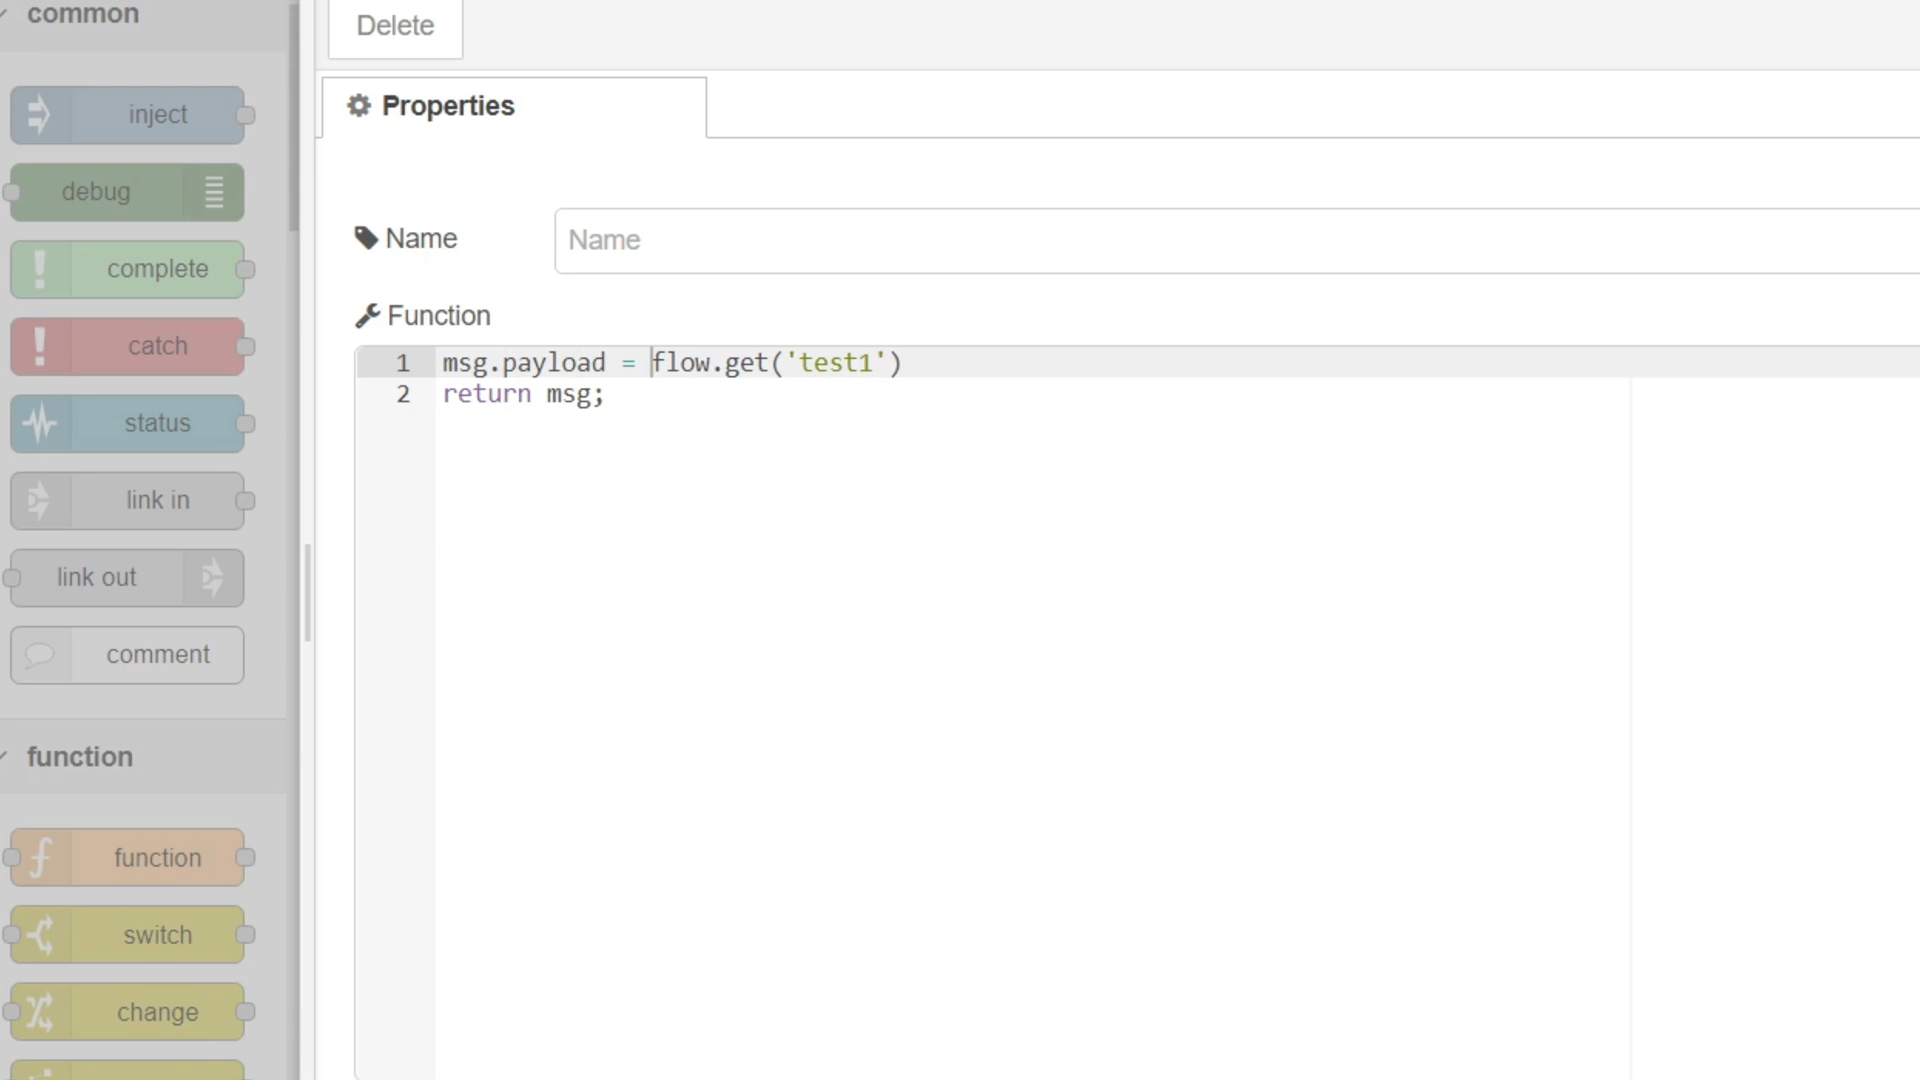 common
inject
debug
complete
catch
status
link in
link out
comment
function
function
switch
change
Delete
Properties
Name
Name
Function
1 msg.payload = flow.get('test1')
2 return msg;